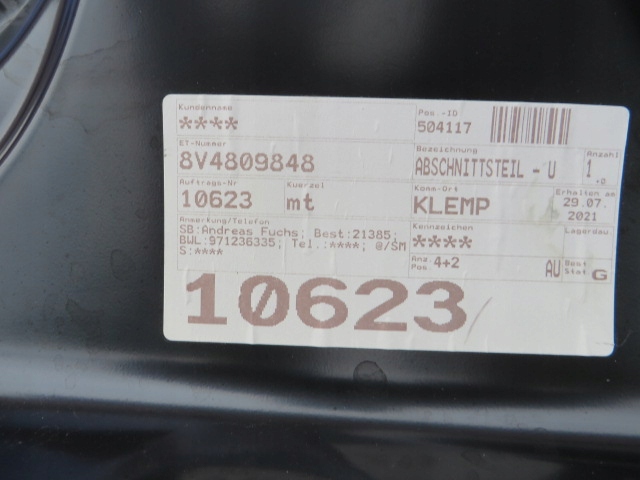 Kundenname
****
Pos.-ID
504117
ET-Nummer
8V4809848
Bezeichnung
ABSCHNITTSTEIL - U
Anzahl
1.0
Auftrags-Nr
10623
Kuerzel
mt
Komm-Ort
KLEMP
Erhalten am
29.07.
2021
Anmerkung/Telefon
SB:Andreas Fuchs; Best:21385;
BWL:971236335; Tel.:****; @/SM
S:****
Kennzeichen
****
Lagerdau
Anz.
Pos
4+2
AU
Best
Stat
G
10623